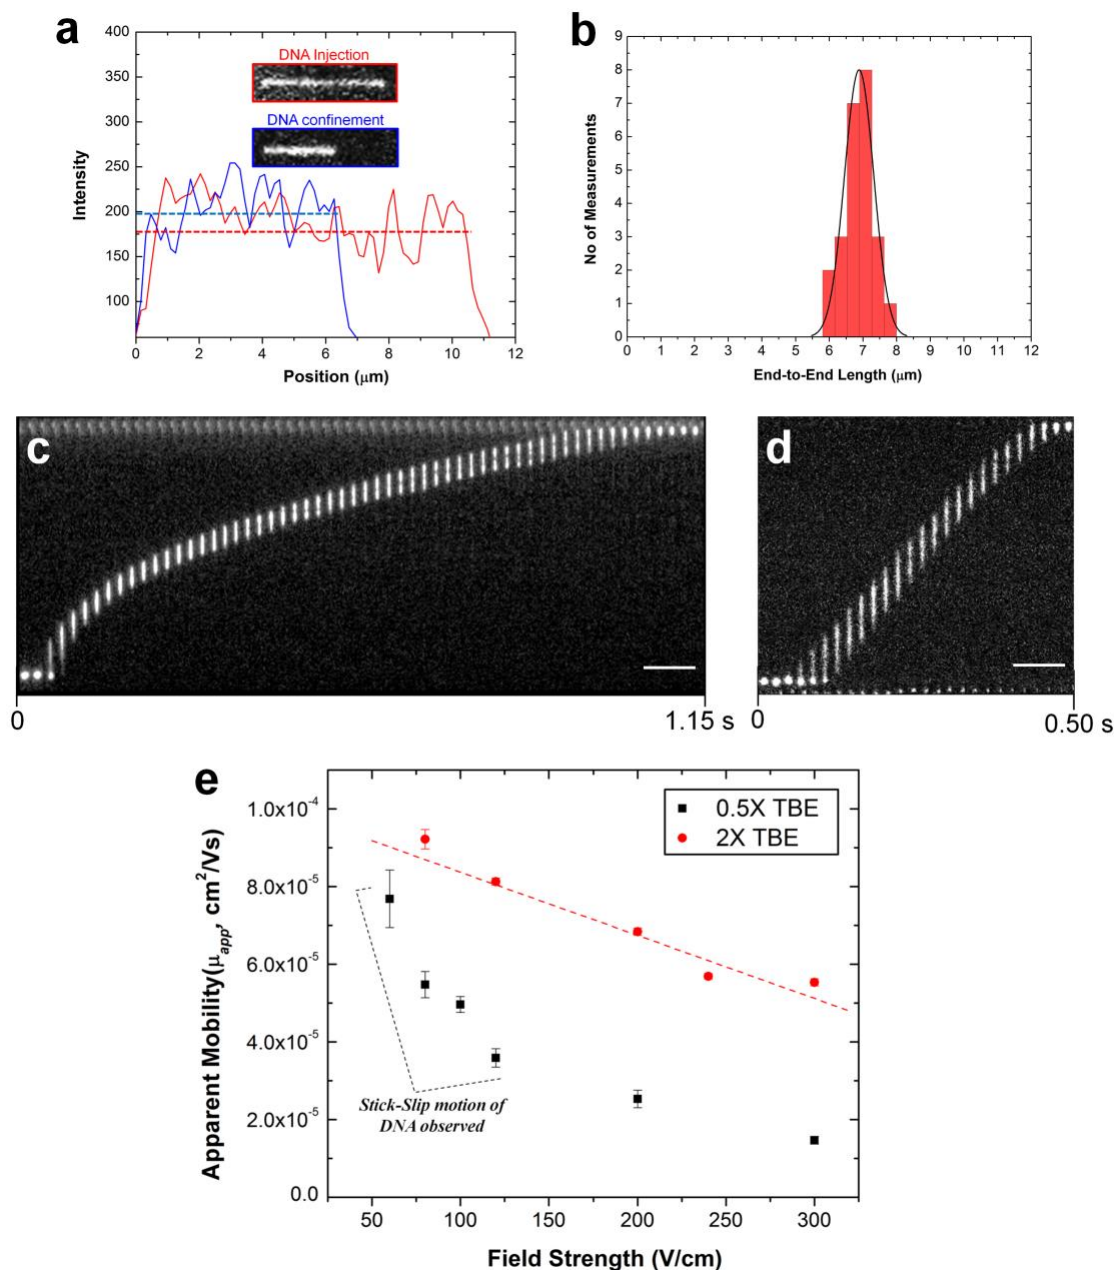 a
400
350
300
250
200
150
100
Intensity
DNA Injection
DNA confinement
0 2 4 6 8 10 12
Position (μm)
b
9
8
7
6
5
4
3
2
1
0
No of Measurements
0 1 2 3 4 5 6 7 8 9 10 11 12
End-to-End Length (μm)
c
0 1.15 s
d
0 0.50 s
e
1.0x10⁻⁴
8.0x10⁻⁵
6.0x10⁻⁵
4.0x10⁻⁵
2.0x10⁻⁵
0.0
Apparent Mobility(μapp, cm²/Vs)
0.5X TBE
2X TBE
Stick-Slip motion of
DNA observed
50 100 150 200 250 300
Field Strength (V/cm)